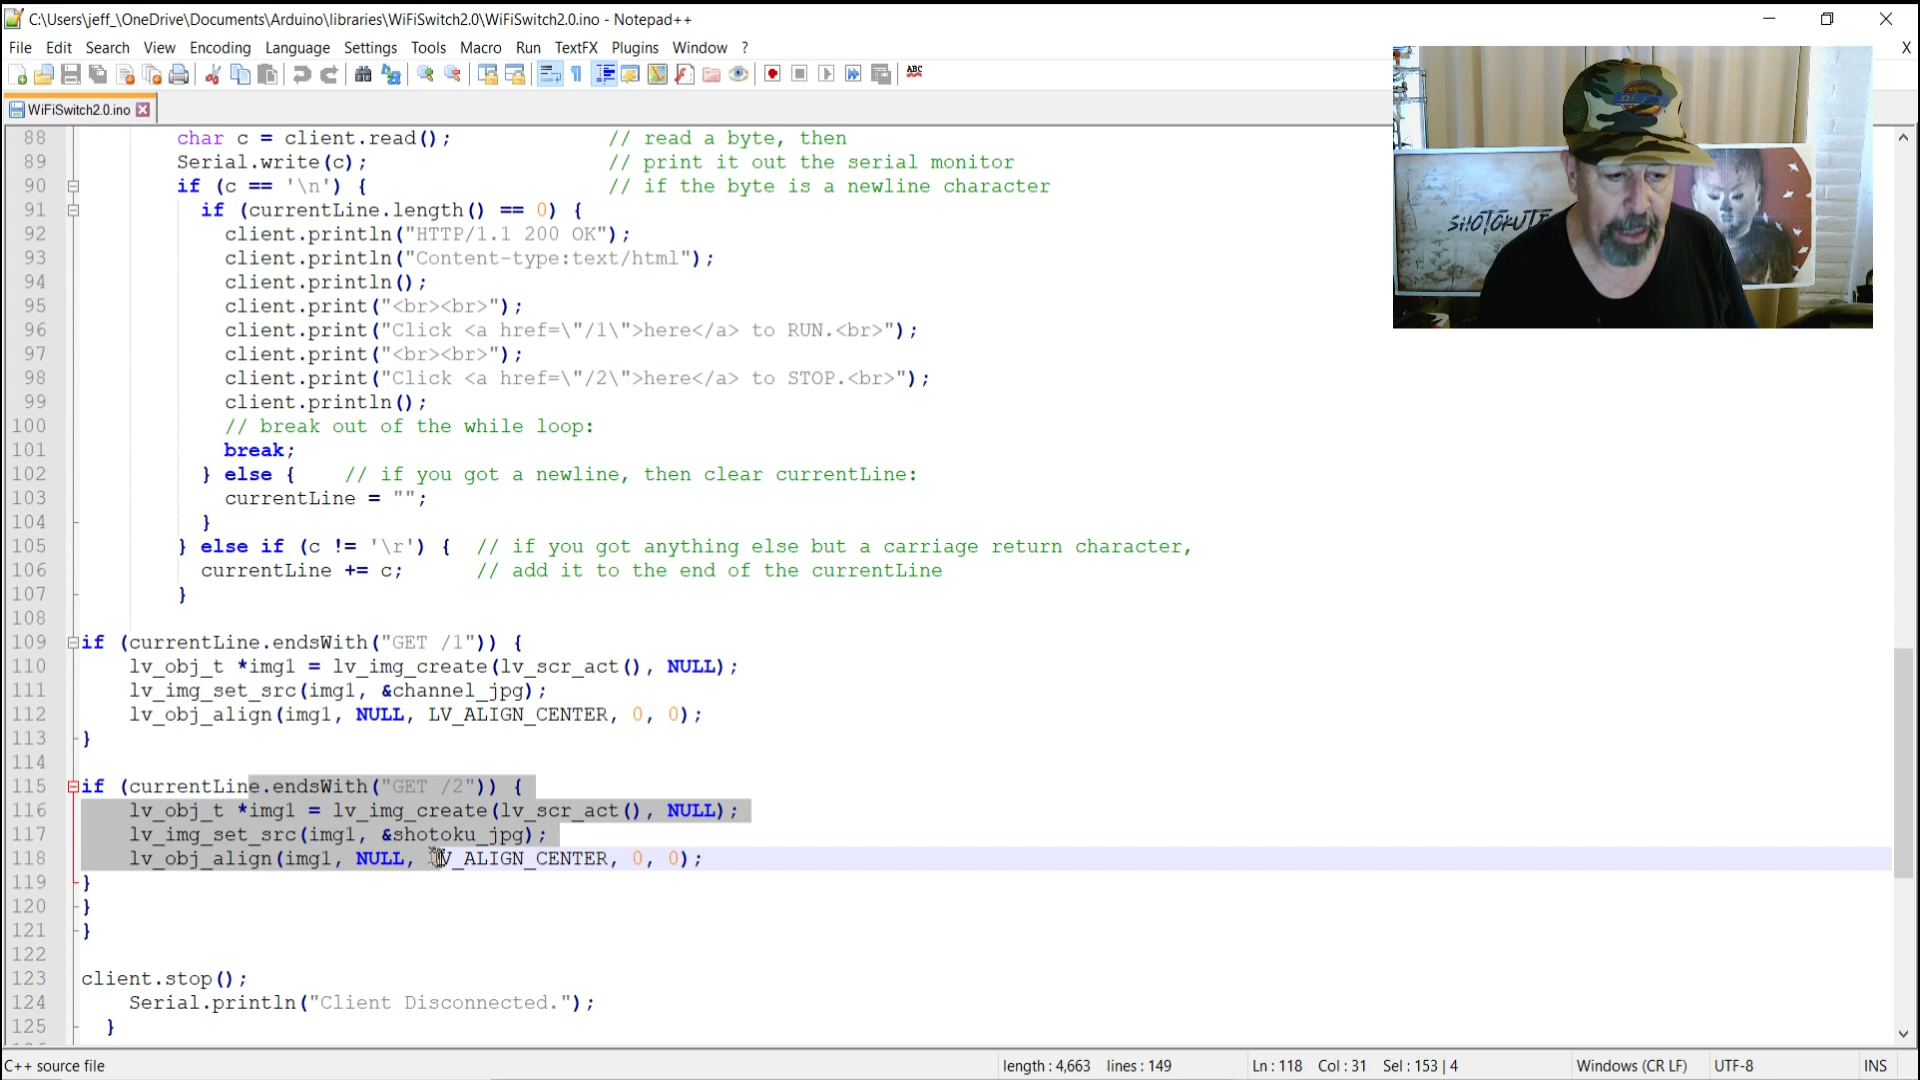 C:\Users\jeff_\OneDrive\Documents\Arduino\libraries\WiFiSwitch2.0\WiFiSwitch2.0.ino - Notepad++
File Edit Search View Encoding Language Settings Tools Macro Run TextFX Plugins Window ? X
ABC
WiFiSwitch2.0.ino
88 char c = client.read(); // read a byte, then
89 Serial.write(c); // print it out the serial monitor
90 if (c == '\n') { // if the byte is a newline character
91 if (currentLine.length() == 0) {
92 client.println("HTTP/1.1 200 OK");
93 client.println("Content-type:text/html");
94 client.println();
95 client.print("<br><br>");
96 client.print("Click <a href=\"/1\">here</a> to RUN.<br>");
97 client.print("<br><br>");
98 client.print("Click <a href=\"/2\">here</a> to STOP.<br>");
99 client.println();
100 // break out of the while loop:
101 break;
102 } else { // if you got a newline, then clear currentLine:
103 currentLine = "";
104 }
105 } else if (c != '\r') { // if you got anything else but a carriage return character,
106 currentLine += c; // add it to the end of the currentLine
107 }
108
109 if (currentLine.endsWith("GET /1")) {
110 lv_obj_t *img1 = lv_img_create(lv_scr_act(), NULL);
111 lv_img_set_src(img1, &channel_jpg);
112 lv_obj_align(img1, NULL, LV_ALIGN_CENTER, 0, 0);
113 }
114
115 if (currentLine.endsWith("GET /2")) {
116 lv_obj_t *img1 = lv_img_create(lv_scr_act(), NULL);
117 lv_img_set_src(img1, &shotoku_jpg);
118 lv_obj_align(img1, NULL, LV_ALIGN_CENTER, 0, 0);
119 }
120 }
121 }
122
123 client.stop();
124 Serial.println("Client Disconnected.");
125 }
C++ source file length : 4,663 lines : 149 Ln : 118 Col : 31 Sel : 153 | 4 Windows (CR LF) UTF-8 INS